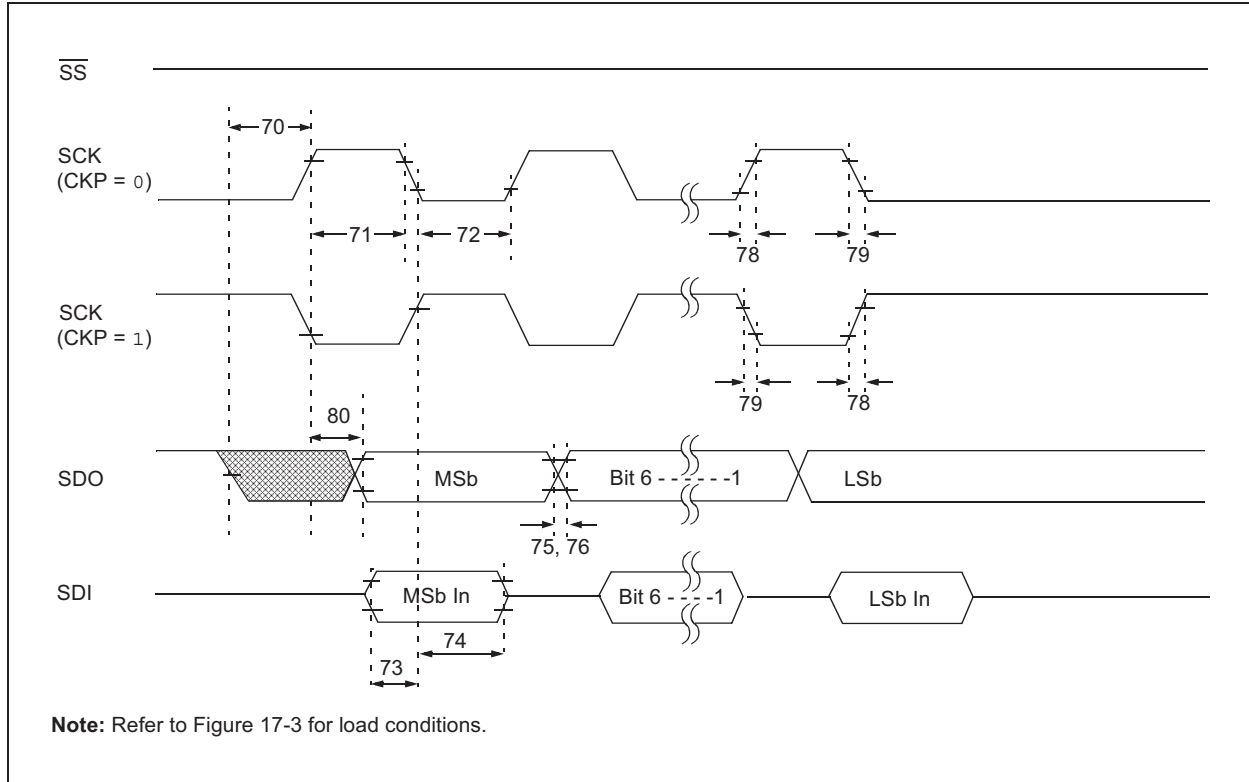 SS
70
SCK
(CKP = 0)
71
72
78
79
SCK
(CKP = 1)
79
78
80
SDO
MSb
Bit 6 - - - - - -1
LSb
75, 76
SDI
MSb In
Bit 6 - - - - -1
LSb In
74
73
Note: Refer to Figure 17-3 for load conditions.